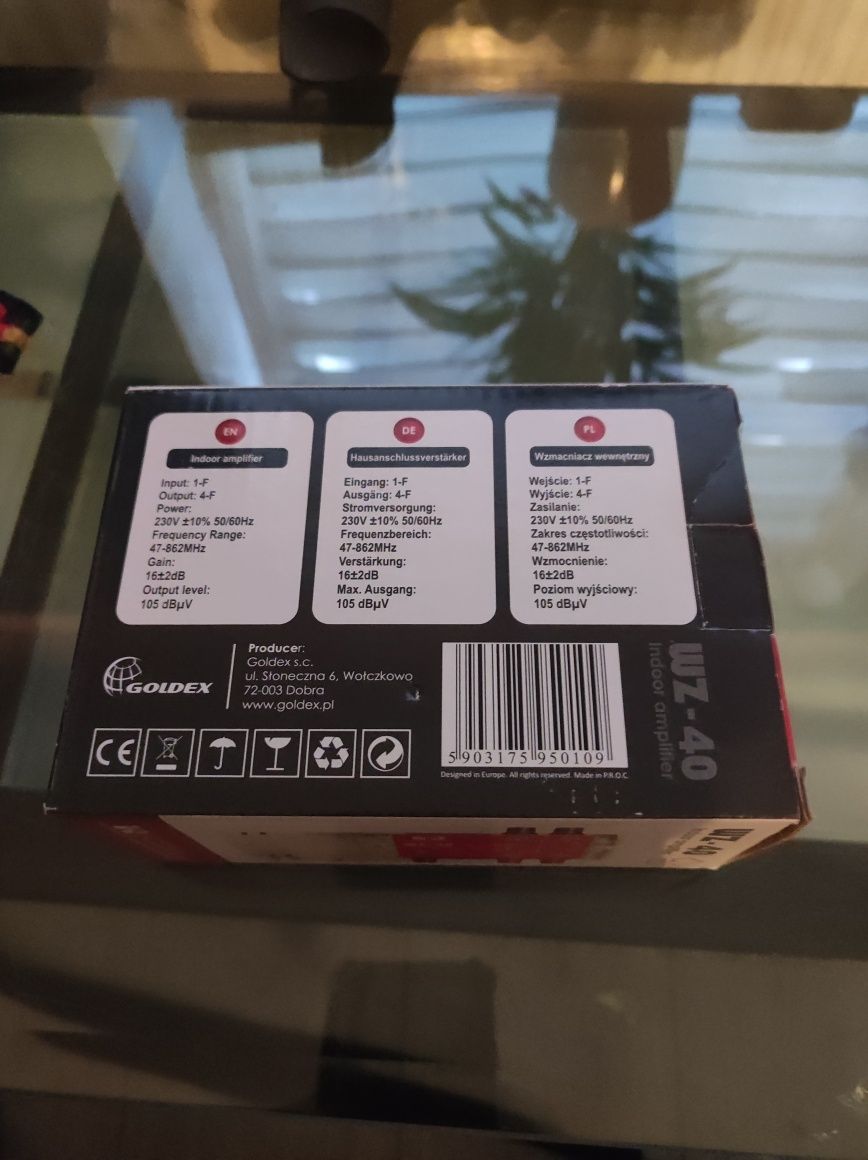 EN
Indoor amplifier
Input: 1-F
Output: 4-F
Power:
230V ±10% 50/60Hz
Frequency Range:
47-862MHz
Gain:
16±2dB
Output level:
105 dBµV
DE
Hausanschlussverstärker
Eingang: 1-F
Ausgäng: 4-F
Stromversorgung:
230V ±10% 50/60Hz
Frequenzbereich:
47-862MHz
Verstärkung:
16±2dB
Max. Ausgang:
105 dBµV
PL
Wzmacniacz wewnętrzny
Wejście: 1-F
Wyjście: 4-F
Zasilanie:
230V ±10% 50/60Hz
Zakres częstotliwości:
47-862MHz
Wzmocnienie:
16±2dB
Poziom wyjściowy:
105 dBµV
GOLDEX
Producer:
Goldex s.c.
ul. Słoneczna 6, Wołczkowo
72-003 Dobra
www.goldex.pl
CE
5903175950109
Designed in Europe. All rights reserved. Made in P.R.O.C.
WZ-40
Indoor amplifier
WZ-40